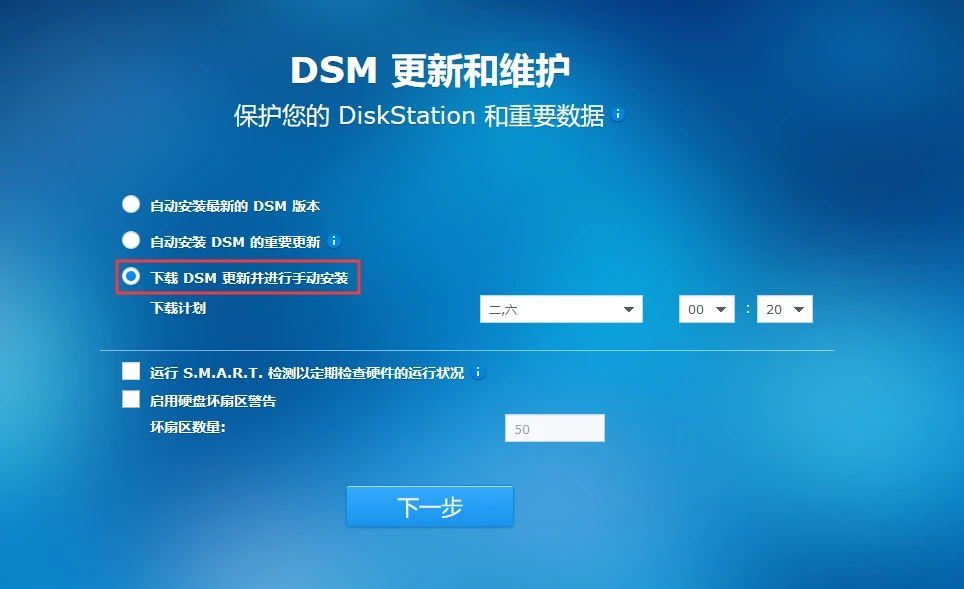 DSM 更新和维护
保护您的 DiskStation 和重要数据
自动安装最新的 DSM 版本
自动安装 DSM 的重要更新
下载 DSM 更新并进行手动安装
下载计划 二,六 00 : 20
运行 S.M.A.R.T. 检测以定期检查硬件的运行状况
启用硬盘坏扇区警告
坏扇区数量: 50
下一步